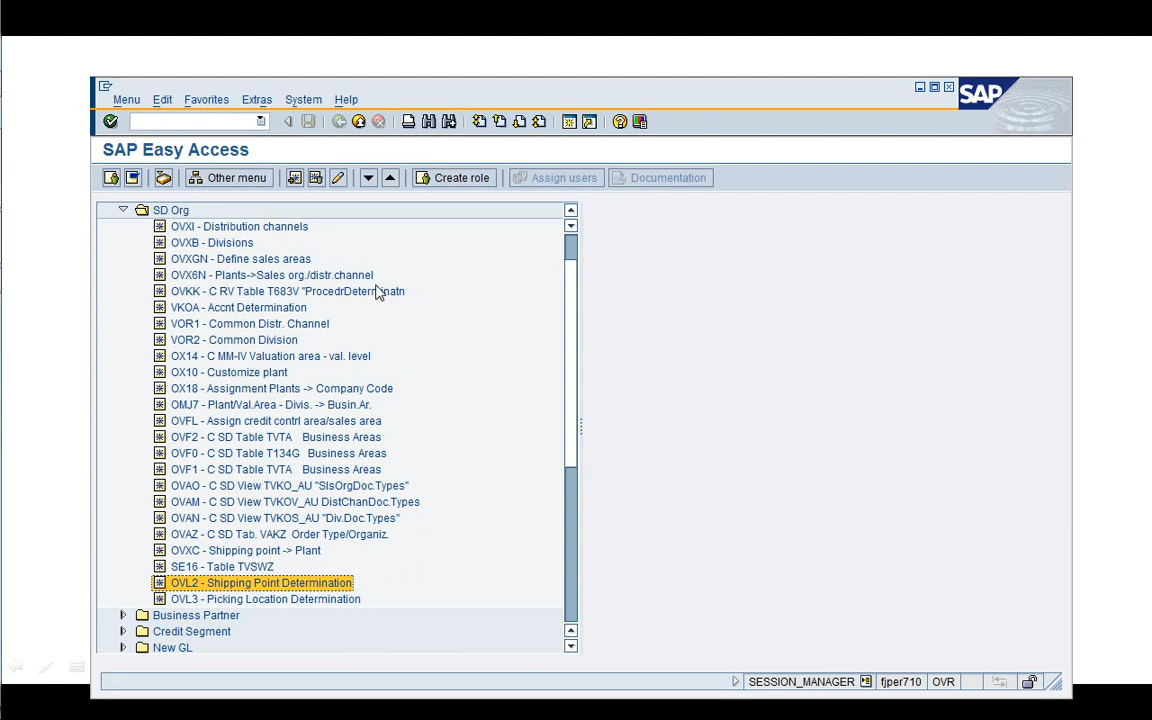 Menu Edit Favorites Extras System Help
SAP
SAP Easy Access
Other menu Create role Assign users Documentation
SD Org
OVXI - Distribution channels
OVXB - Divisions
OVXGN - Define sales areas
OVX6N - Plants->Sales org./distr.channel
OVKK - C RV Table T683V "ProcedrDeterminatn
VKOA - Accnt Determination
VOR1 - Common Distr. Channel
VOR2 - Common Division
OX14 - C MM-IV Valuation area - val. level
OX10 - Customize plant
OX18 - Assignment Plants -> Company Code
OMJ7 - Plant/Val.Area - Divis. -> Busin.Ar.
OVFL - Assign credit contrl area/sales area
OVF2 - C SD Table TVTA Business Areas
OVF0 - C SD Table T134G Business Areas
OVF1 - C SD Table TVTA Business Areas
OVAO - C SD View TVKO_AU "SlsOrgDoc.Types"
OVAM - C SD View TVKOV_AU DistChanDoc.Types
OVAN - C SD View TVKOS_AU "Div.Doc.Types"
OVAZ - C SD Tab. VAKZ Order Type/Organiz.
OVXC - Shipping point -> Plant
SE16 - Table TVSWZ
OVL2 - Shipping Point Determination
OVL3 - Picking Location Determination
Business Partner
Credit Segment
New GL
SESSION_MANAGER fjper710 OVR